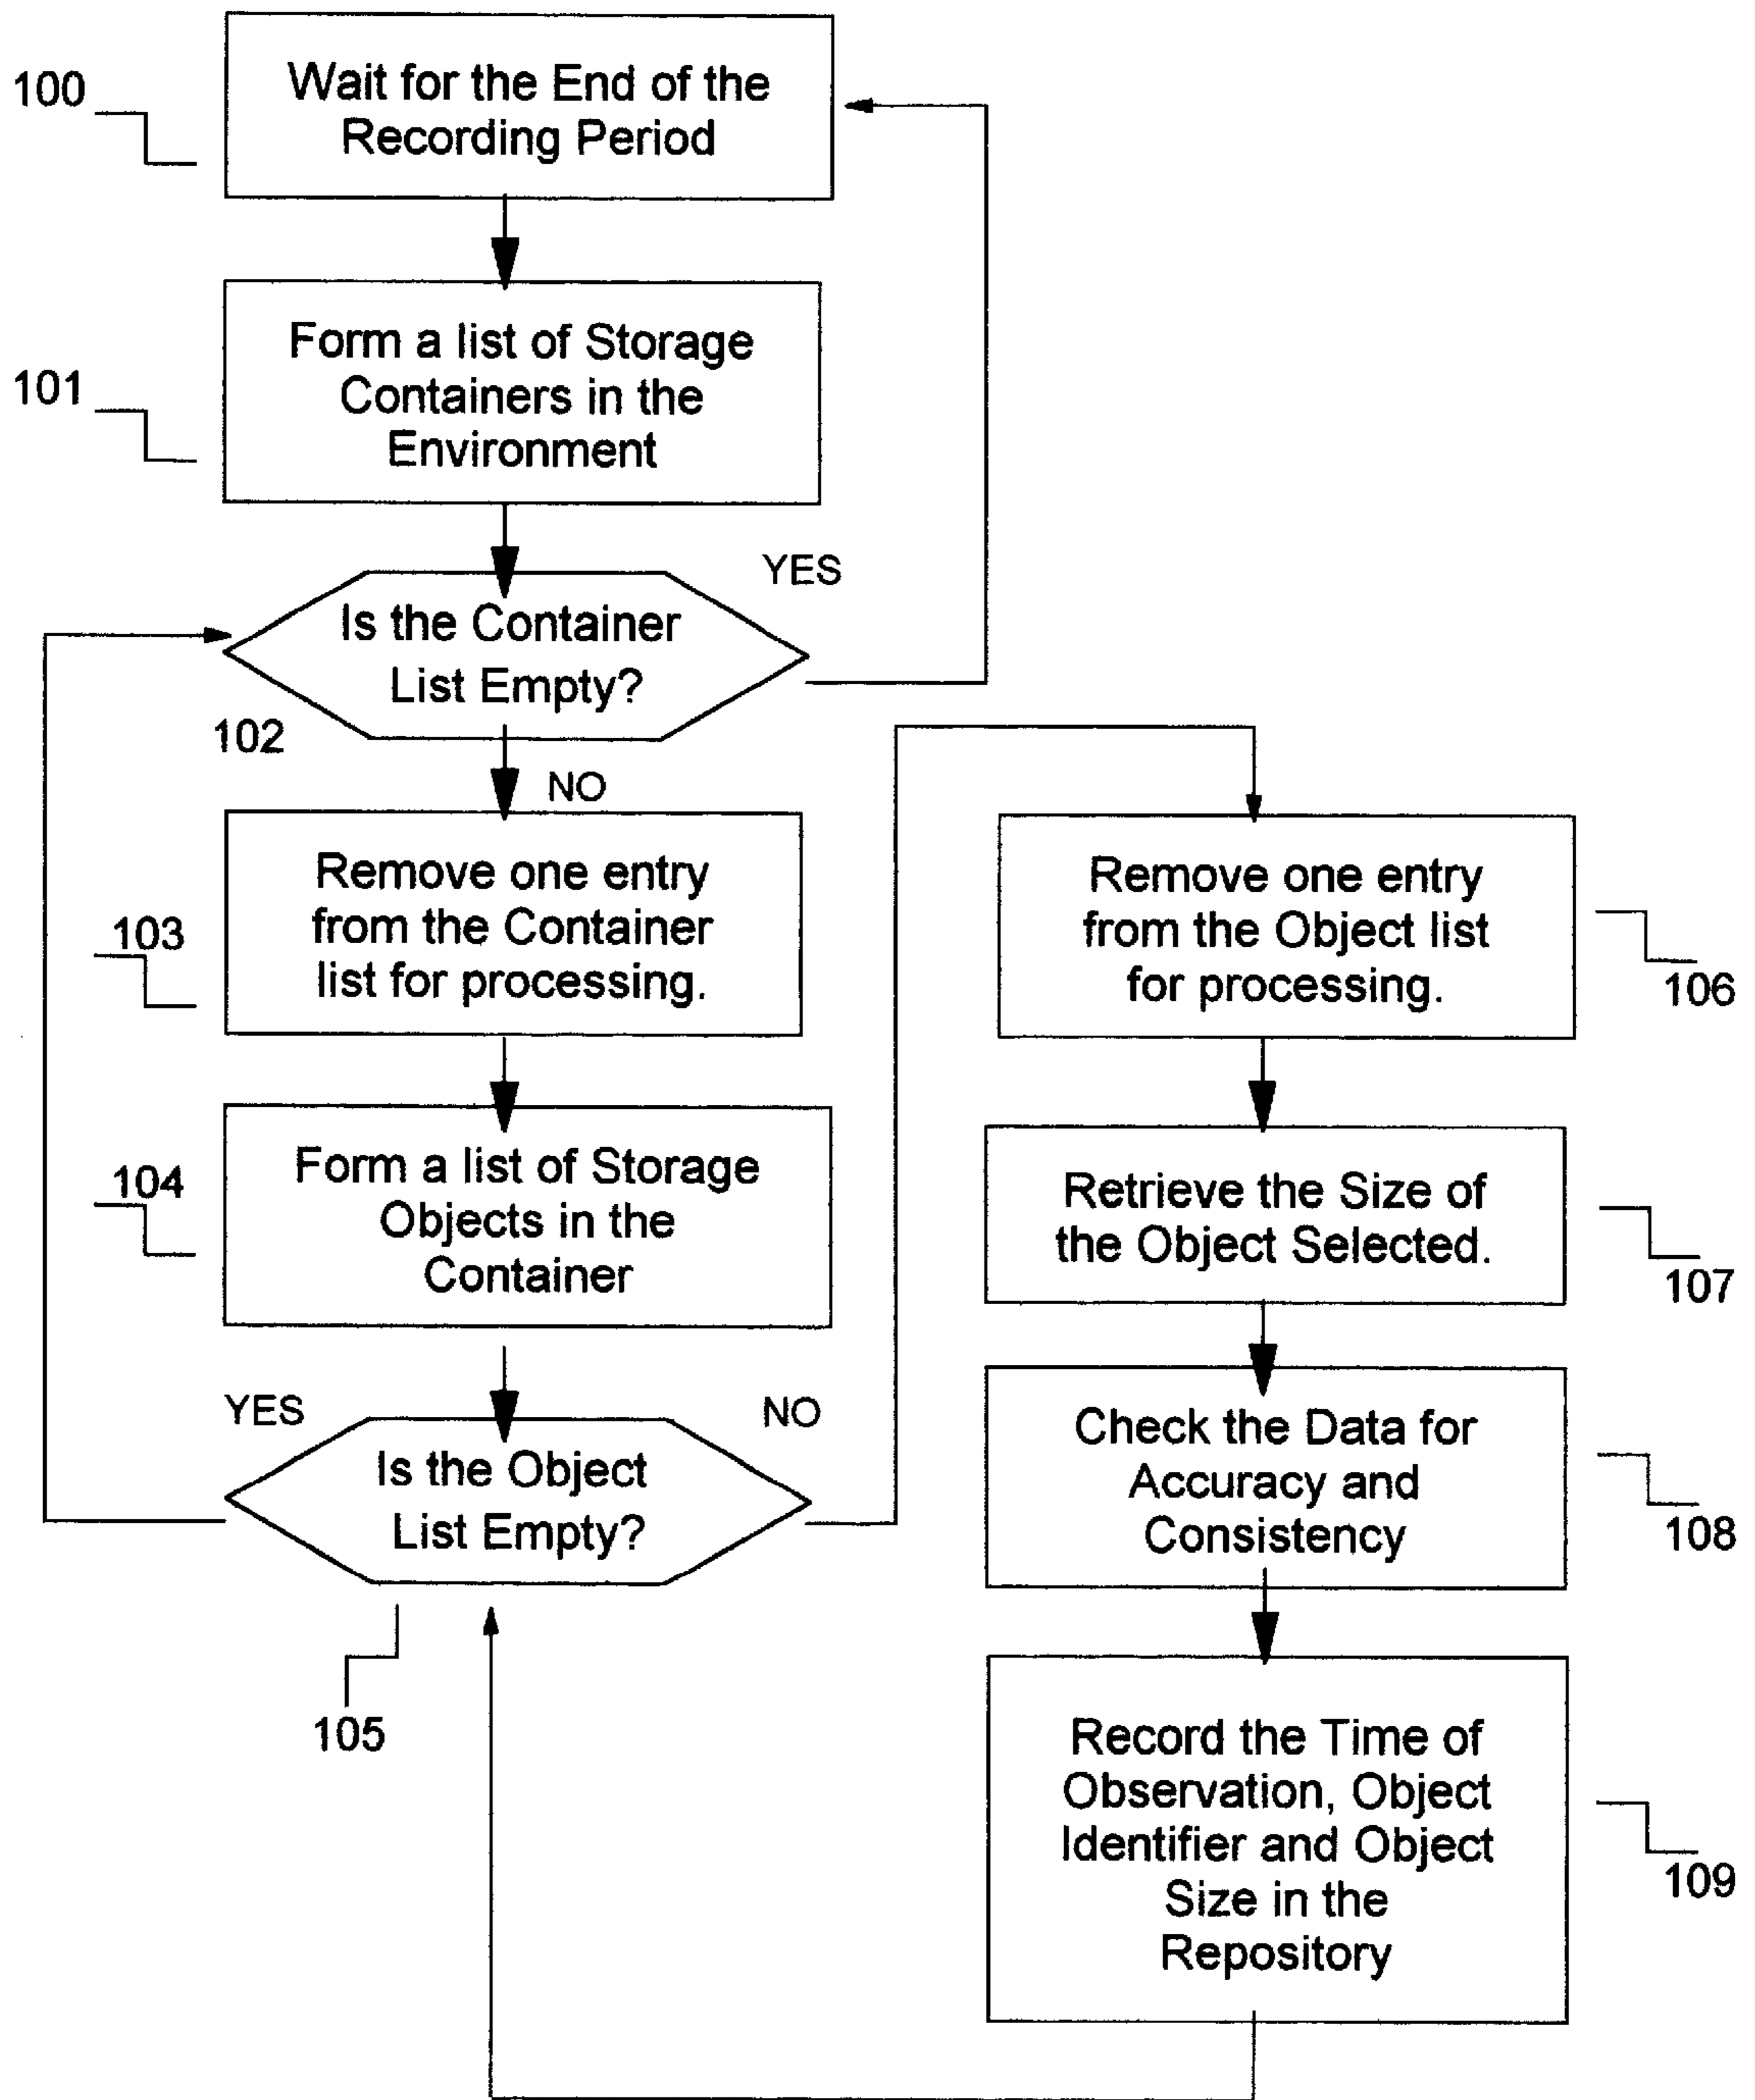 100
Wait for the End of the
Recording Period
101
Form a list of Storage
Containers in the
Environment
YES
Is the Container
List Empty?
102
NO
103
Remove one entry
from the Container
list for processing.
104
Form a list of Storage
Objects in the
Container
YES
NO
Is the Object
List Empty?
105
Remove one entry
from the Object list
for processing.
106
Retrieve the Size of
the Object Selected.
107
Check the Data for
Accuracy and
Consistency
108
Record the Time of
Observation, Object
Identifier and Object
Size in the
Repository
109